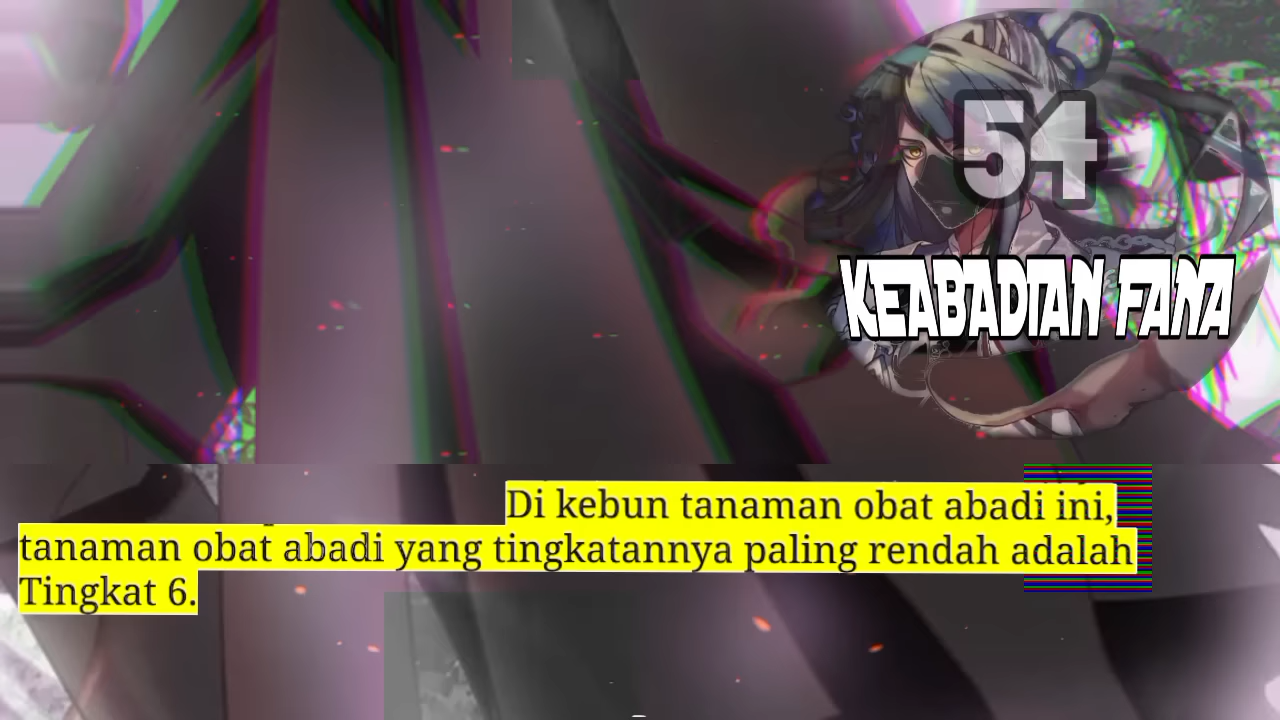 54
KEABADIAN FANA
Di kebun tanaman obat abadi ini,
tanaman obat abadi yang tingkatannya paling rendah adalah
Tingkat 6.